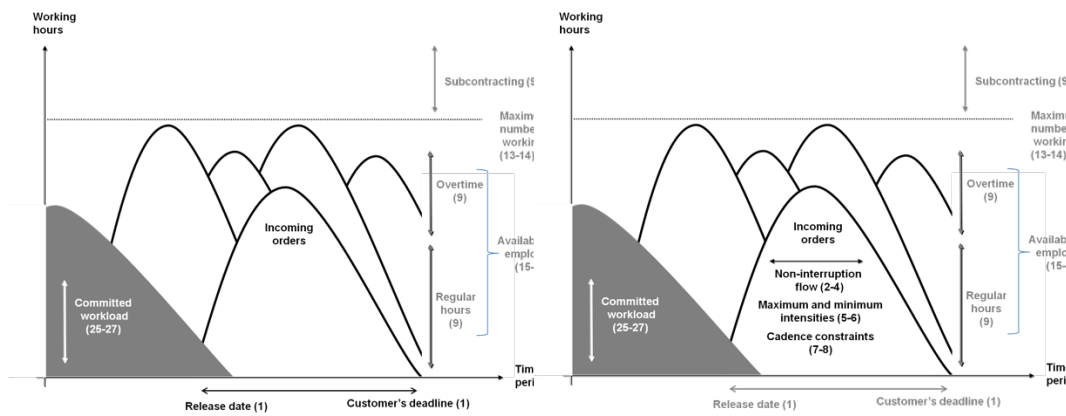 Working
hours
Subcontracting (9
Maximu
numbe
workin
(13-14)
Overtime
(9)
Incoming
orders
Availab
emplo
(15-
Committed
workload
(25-27)
Regular
hours
(9)
Tim
peri
Release date (1)
Customer's deadline (1)
Working
hours
Subcontracting (9
Maximu
numbe
workin
(13-14)
Overtime
(9)
Incoming
orders
Non-interruption
flow (2-4)
Availab
emplo
(15-
Committed
workload
(25-27)
Maximum and minimum
intensities (5-6)
Regular
hours
(9)
Cadence constraints
(7-8)
Time
peri
Release date (1)
Customer's deadline (1)